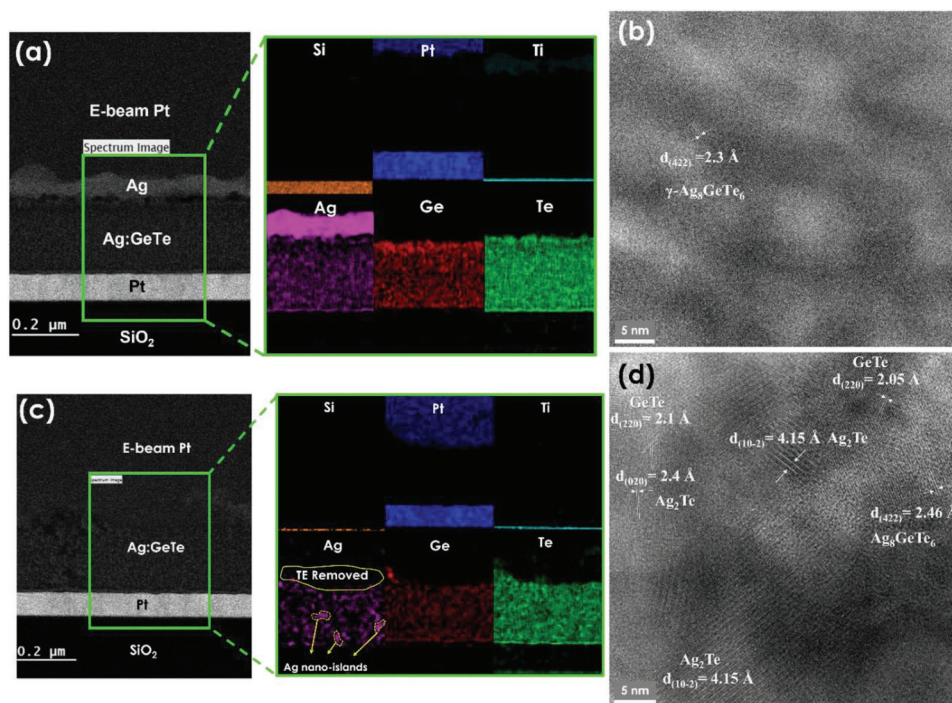 (a)
E-beam Pt
Spectrum Image
Ag
Ag:GeTe
Pt
0.2 µm
SiO₂
Si Pt Ti
Ag Ge Te
(b)
d₍₄₂₂₎ =2.3 Å
γ-Ag₈GeTe₆
5 nm
(c)
E-beam Pt
Spectrum Image
Ag:GeTe
Pt
0.2 µm
SiO₂
Si Pt Ti
Ag Ge Te
TE Removed
Ag nano-islands
(d)
GeTe
d₍₂₂₀₎ = 2.05 Å
GeTe
d₍₂₂₀₎ = 2.1 Å
d₍₁₀₋₂₎ = 4.15 Å Ag₂Te
d₍₀₂₀₎ = 2.4 Å
Ag₂Te
d₍₄₂₂₎ = 2.46 Å
Ag₈GeTe₆
Ag₂Te
d₍₁₀₋₂₎ = 4.15 Å
5 nm